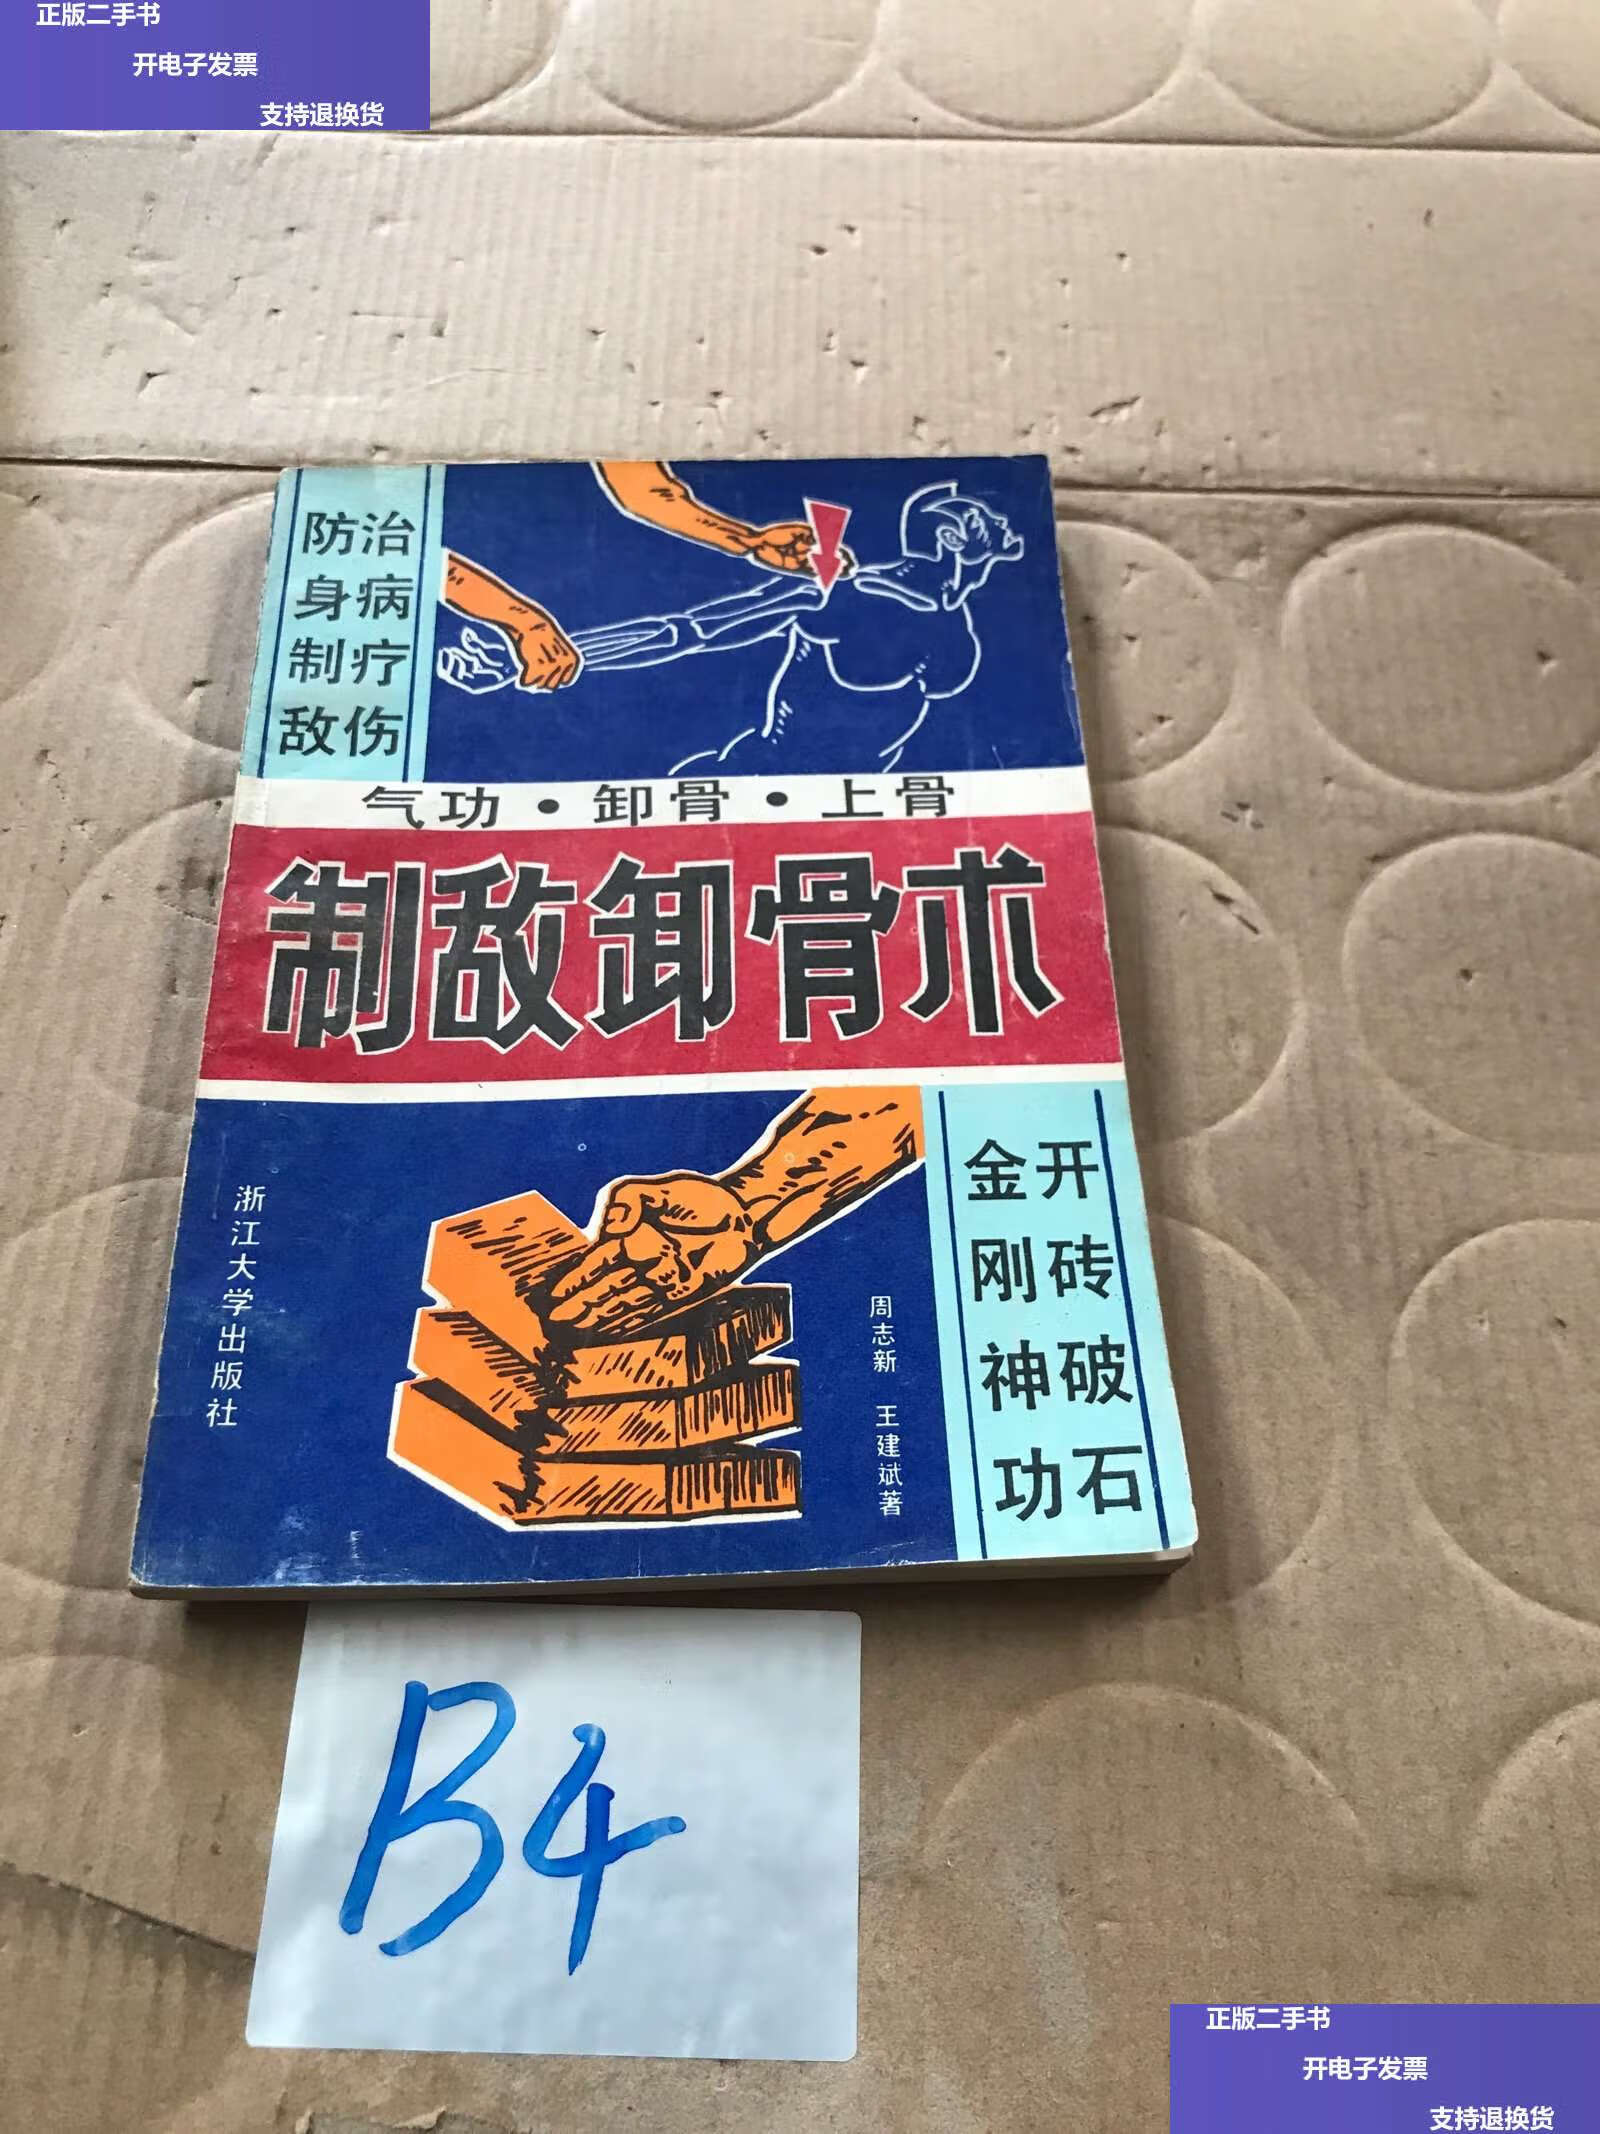 正版二手书
开电子发票
支持退换货
防身制敌
治病疗伤
气功·卸骨·上骨
制敌卸骨术
浙江大学出版社
周志新 王建斌著
金刚神功
开砖破石
B4
正版二手书
开电子发票
支持退换货